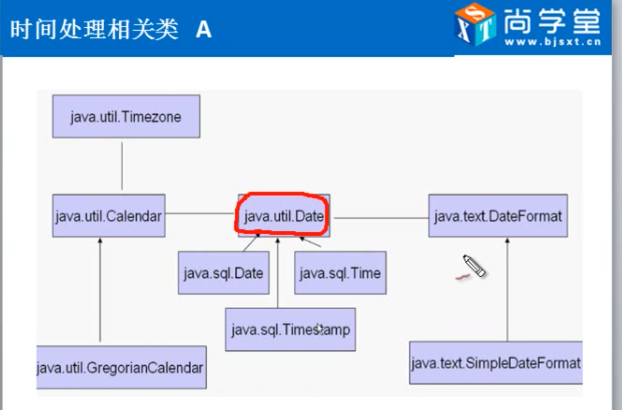 时间处理相关类 A
SXT 尚学堂
www.bjsxt.cn
java.util.Timezone
java.util.Calendar
java.util.Date
java.text.DateFormat
java.sql.Date
java.sql.Time
java.sql.Timestamp
java.util.GregorianCalendar
java.text.SimpleDateFormat